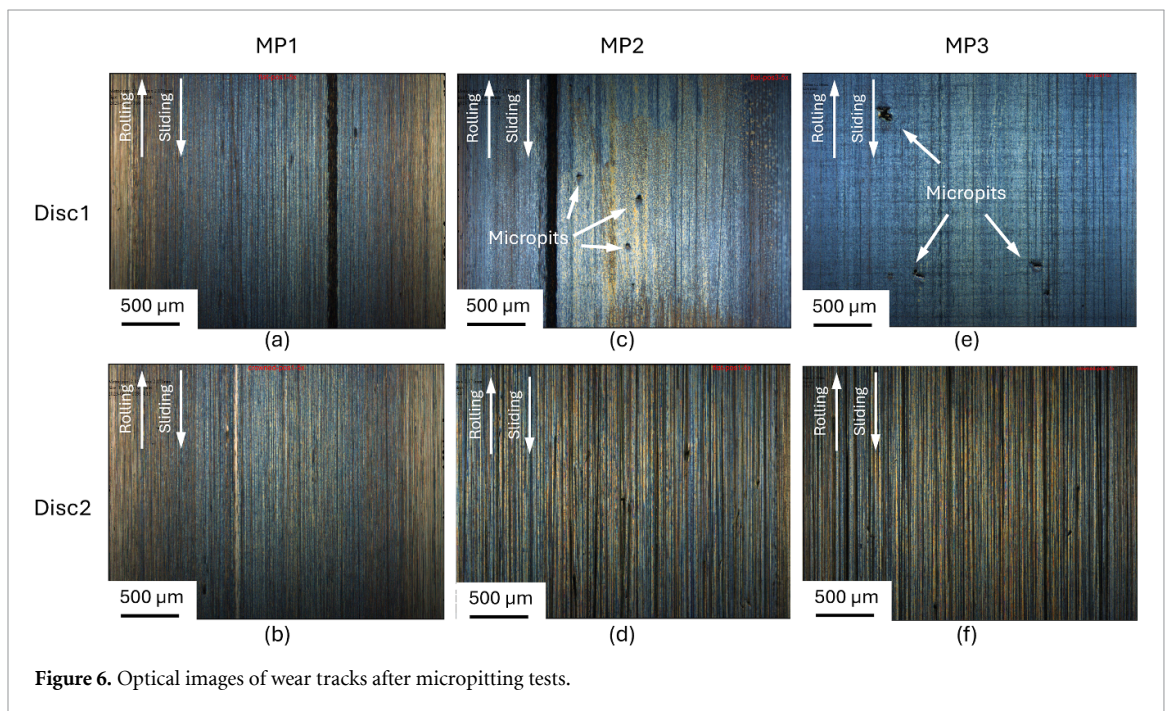 MP1 MP2 MP3
Disc1
Rolling
Sliding
500 µm
(a)
Rolling
Sliding
Micropits
500 µm
(c)
Rolling
Sliding
Micropits
500 µm
(e)
Disc2
Rolling
Sliding
500 µm
(b)
Rolling
Sliding
500 µm
(d)
Rolling
Sliding
500 µm
(f)
Figure 6. Optical images of wear tracks after micropitting tests.